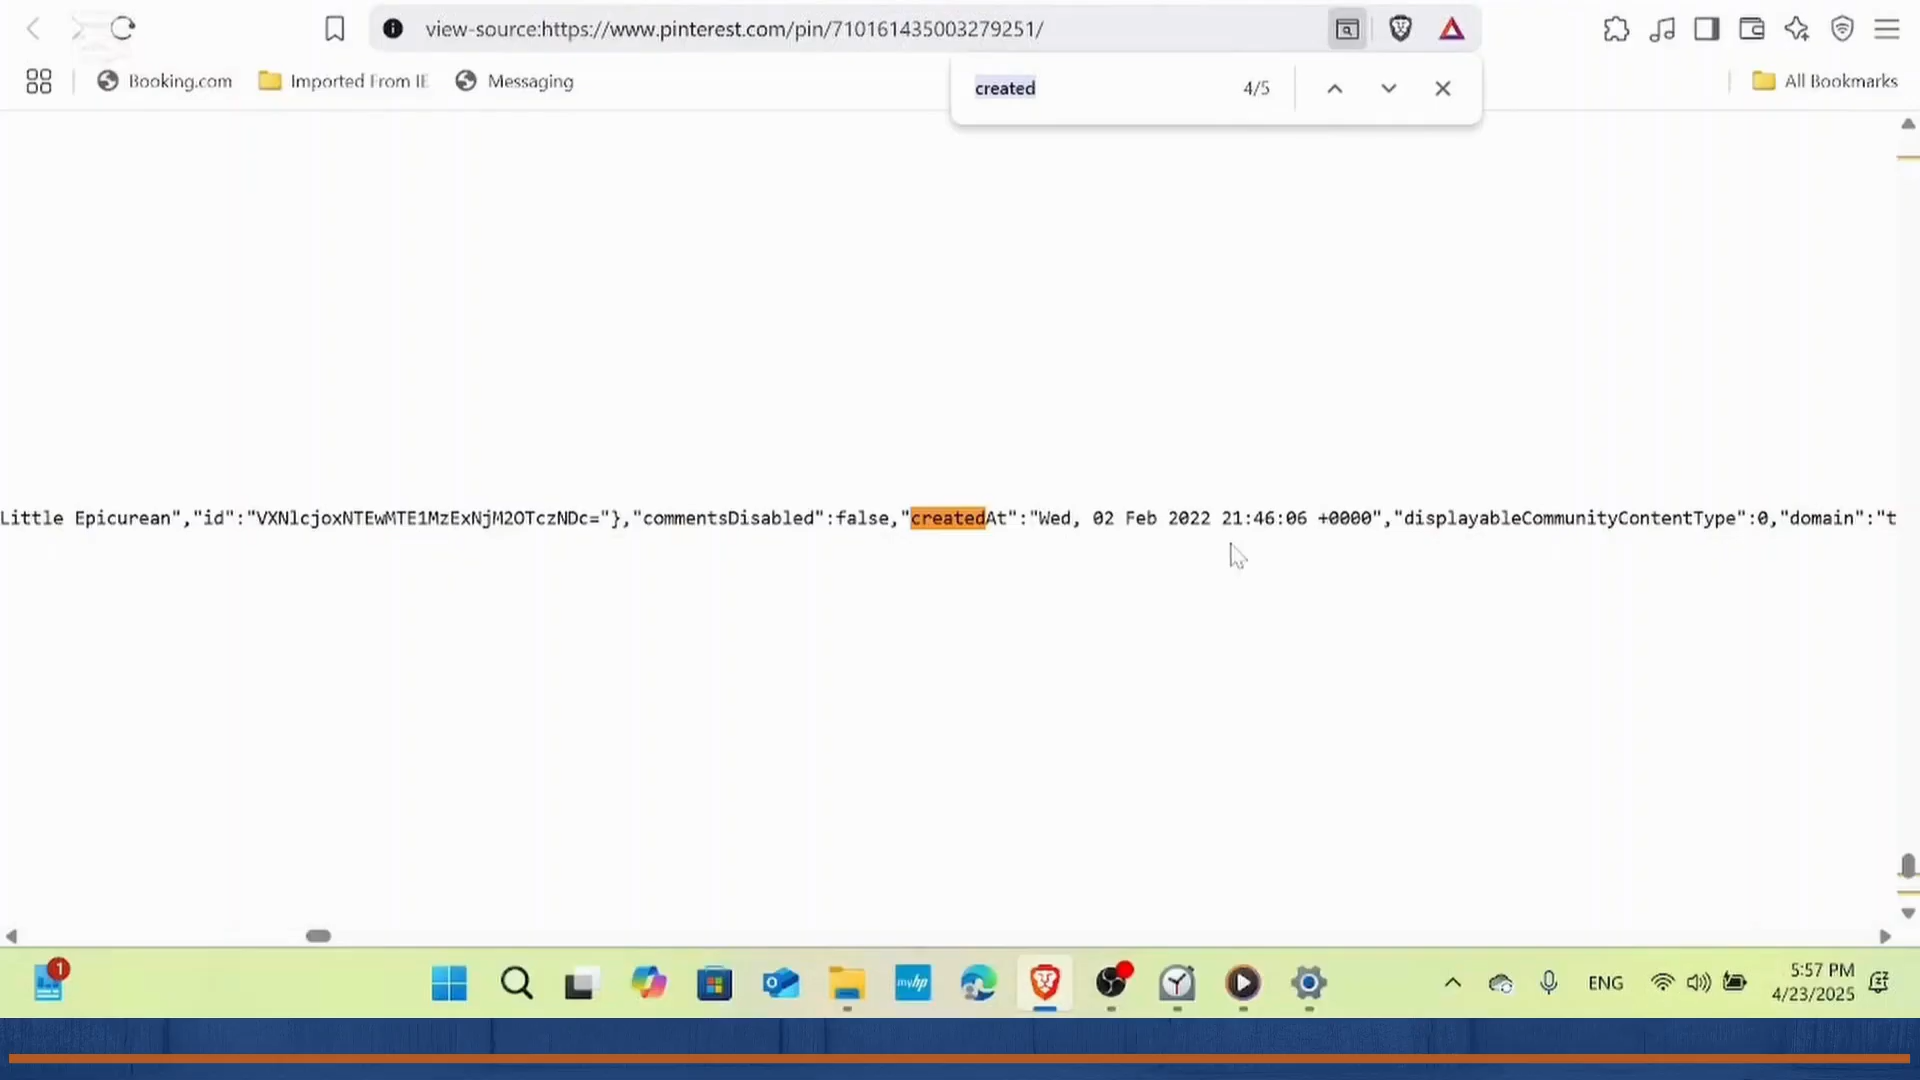 view-source:https://www.pinterest.com/pin/710161435003279251/
Booking.com
Imported From IE
Messaging
All Bookmarks
created
4/5
Little Epicurean","id":"VXNlcjoxNTEwMTE1MzExNjM2OTczNDc="},"commentsDisabled":false,"createdAt":"Wed, 02 Feb 2022 21:46:06 +0000","displayableCommunityContentType":0,"domain":"t
1
myhp
ENG
5:57 PM
4/23/2025